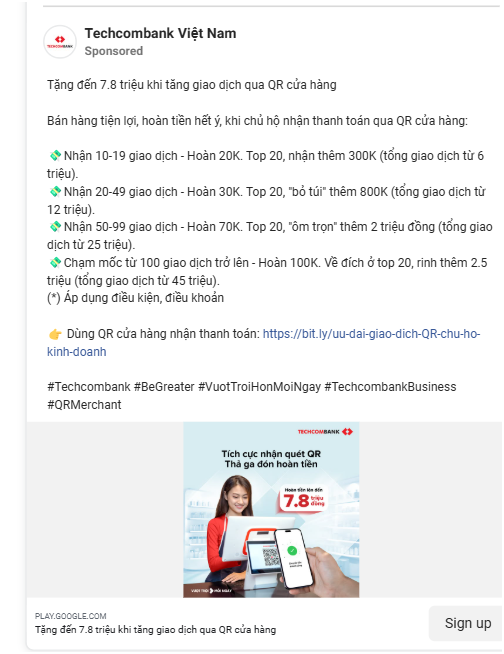 Techcombank Việt Nam
Sponsored
Tặng đến 7.8 triệu khi tăng giao dịch qua QR cửa hàng
Bán hàng tiện lợi, hoàn tiền hết ý, khi chủ hộ nhận thanh toán qua QR cửa hàng:
💸Nhận 10-19 giao dịch - Hoàn 20K. Top 20, nhận thêm 300K (tổng giao dịch từ 6
triệu).
💸Nhận 20-49 giao dịch - Hoàn 30K. Top 20, "bỏ túi" thêm 800K (tổng giao dịch từ
12 triệu).
💸Nhận 50-99 giao dịch - Hoàn 70K. Top 20, "ôm trọn" thêm 2 triệu đồng (tổng giao
dịch từ 25 triệu).
💸Chạm mốc từ 100 giao dịch trở lên - Hoàn 100K. Về đích ở top 20, rinh thêm 2.5
triệu (tổng giao dịch từ 45 triệu).
(*) Áp dụng điều kiện, điều khoản
👉 Dùng QR cửa hàng nhận thanh toán: https://bit.ly/uu-dai-giao-dich-QR-chu-ho-
kinh-doanh
#Techcombank #BeGreater #VuotTroiHonMoiNgay #TechcombankBusiness
#QRMerchant
TECHCOMBANK
Tích cực nhận quét QR
Thả ga đón hoàn tiền
Hoàn tiền lên đến
7.8 triệu
đồng
PLAY.GOOGLE.COM
Tặng đến 7.8 triệu khi tăng giao dịch qua QR cửa hàng
Sign up